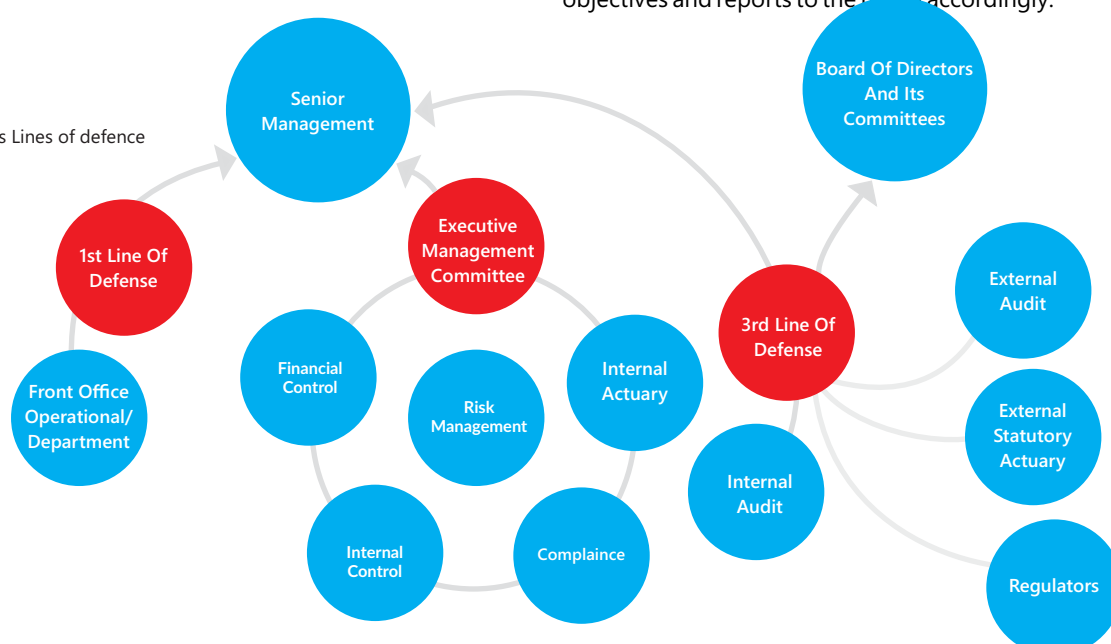 objectives and reports to the accordingly.
Board Of Directors
And Its
Committees
Senior
Management
s Lines of defence
Executive
Management
Committee
1st Line Of
Defense
External
Audit
3rd Line Of
Defense
Financial
Control
Internal
Actuary
Front Office
Operational/
Department
Risk
Management
External
Statutory
Actuary
Internal
Audit
Internal
Control
Complaince
Regulators